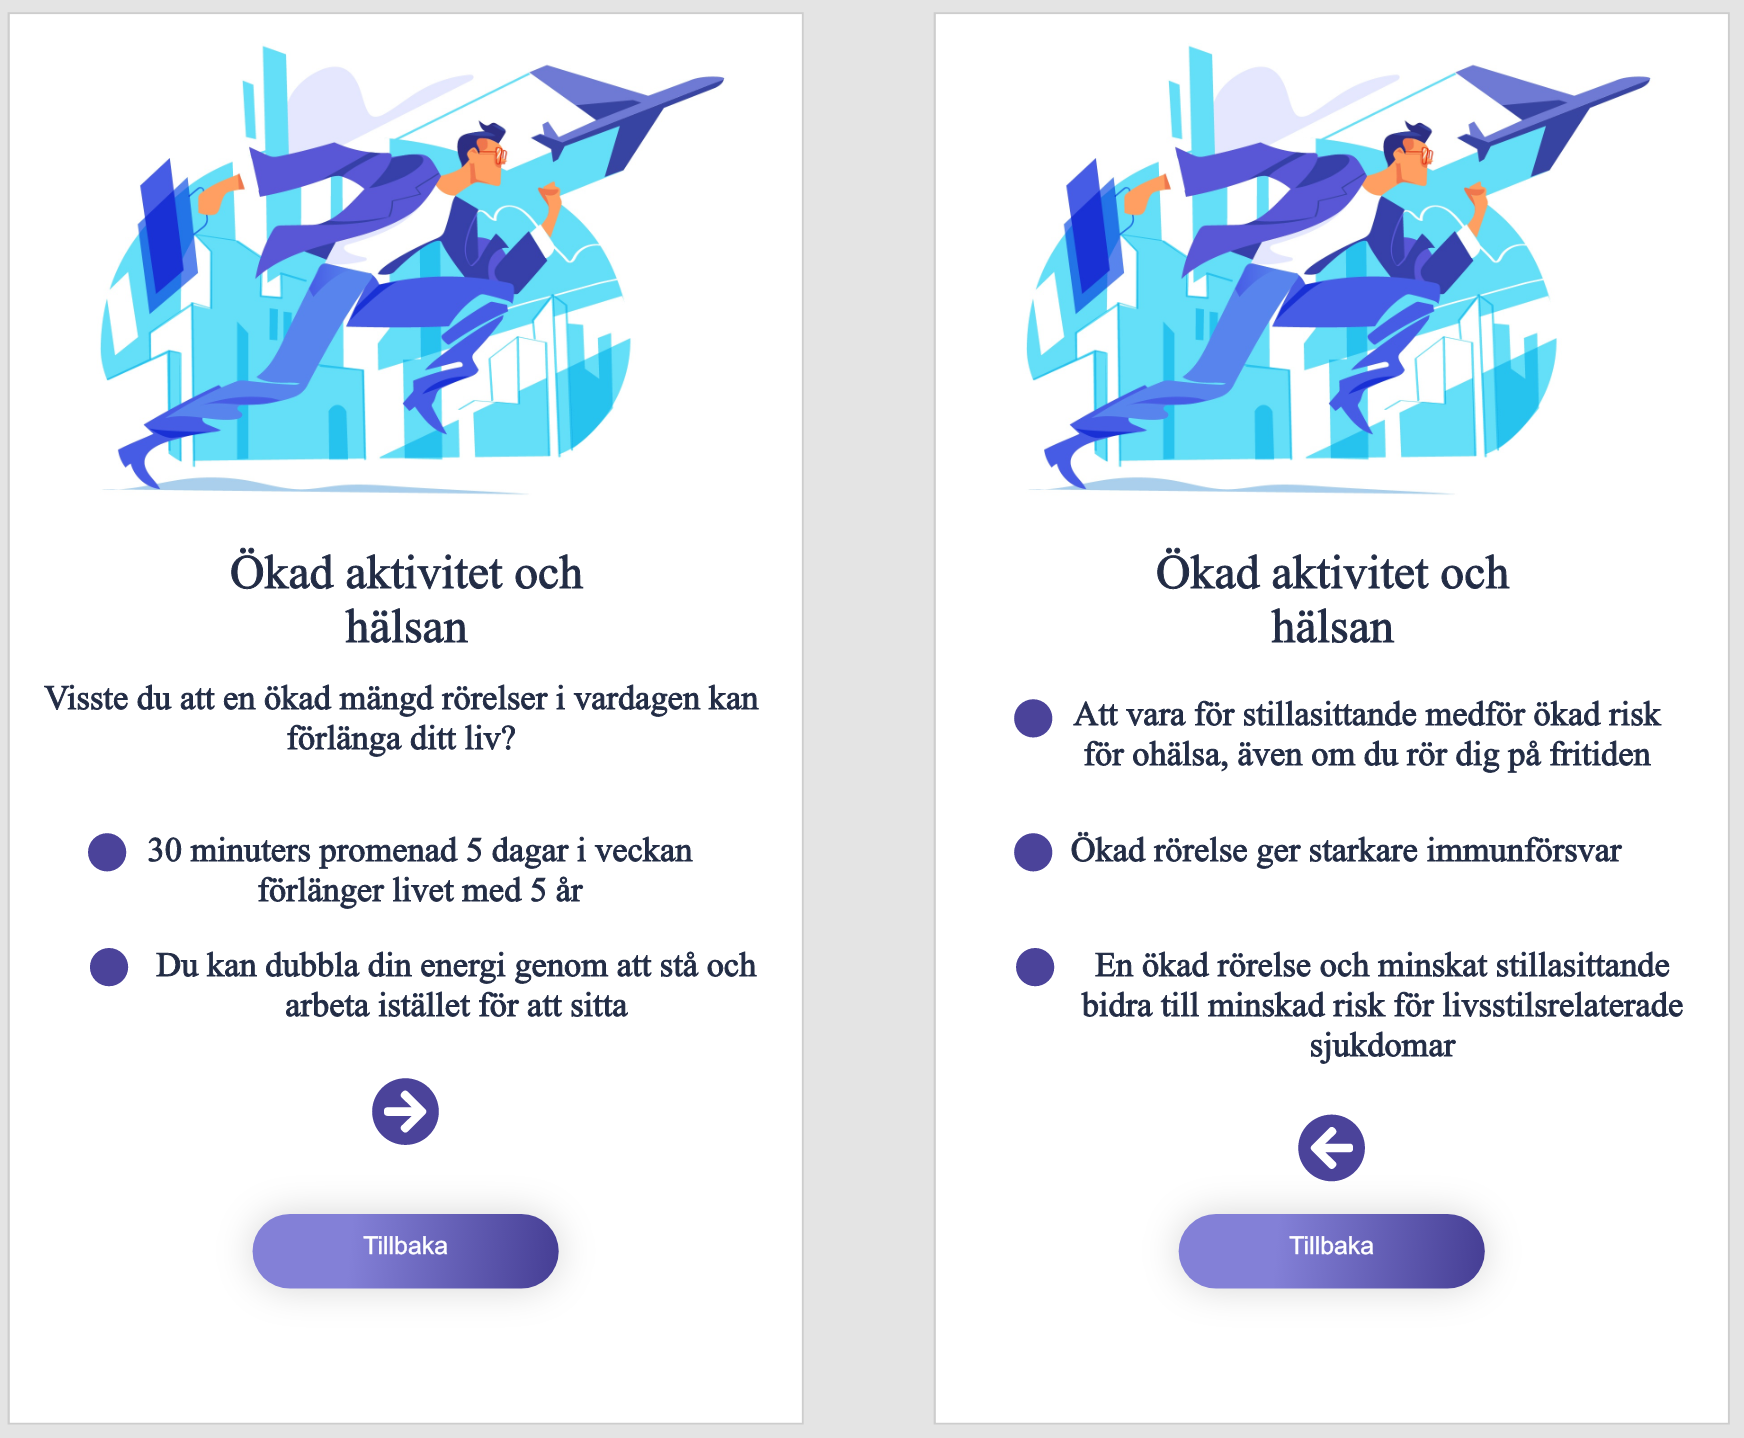 Ökad aktivitet och
hälsan
Visste du att en ökad mängd rörelser i vardagen kan
förlänga ditt liv?
30 minuters promenad 5 dagar i veckan
förlänger livet med 5 år
Du kan dubbla din energi genom att stå och
arbeta istället för att sitta
Tillbaka
Ökad aktivitet och
hälsan
Att vara för stillasittande medför ökad risk
för ohälsa, även om du rör dig på fritiden
Ökad rörelse ger starkare immunförsvar
En ökad rörelse och minskat stillasittande
bidra till minskad risk för livsstilsrelaterade
sjukdomar
Tillbaka